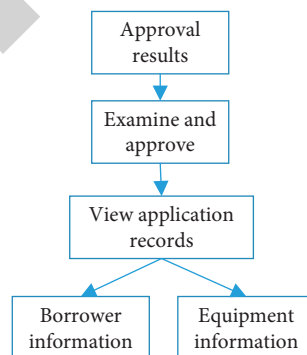 Approval
results
Examine and
approve
View application
records
Borrower
information
Equipment
information